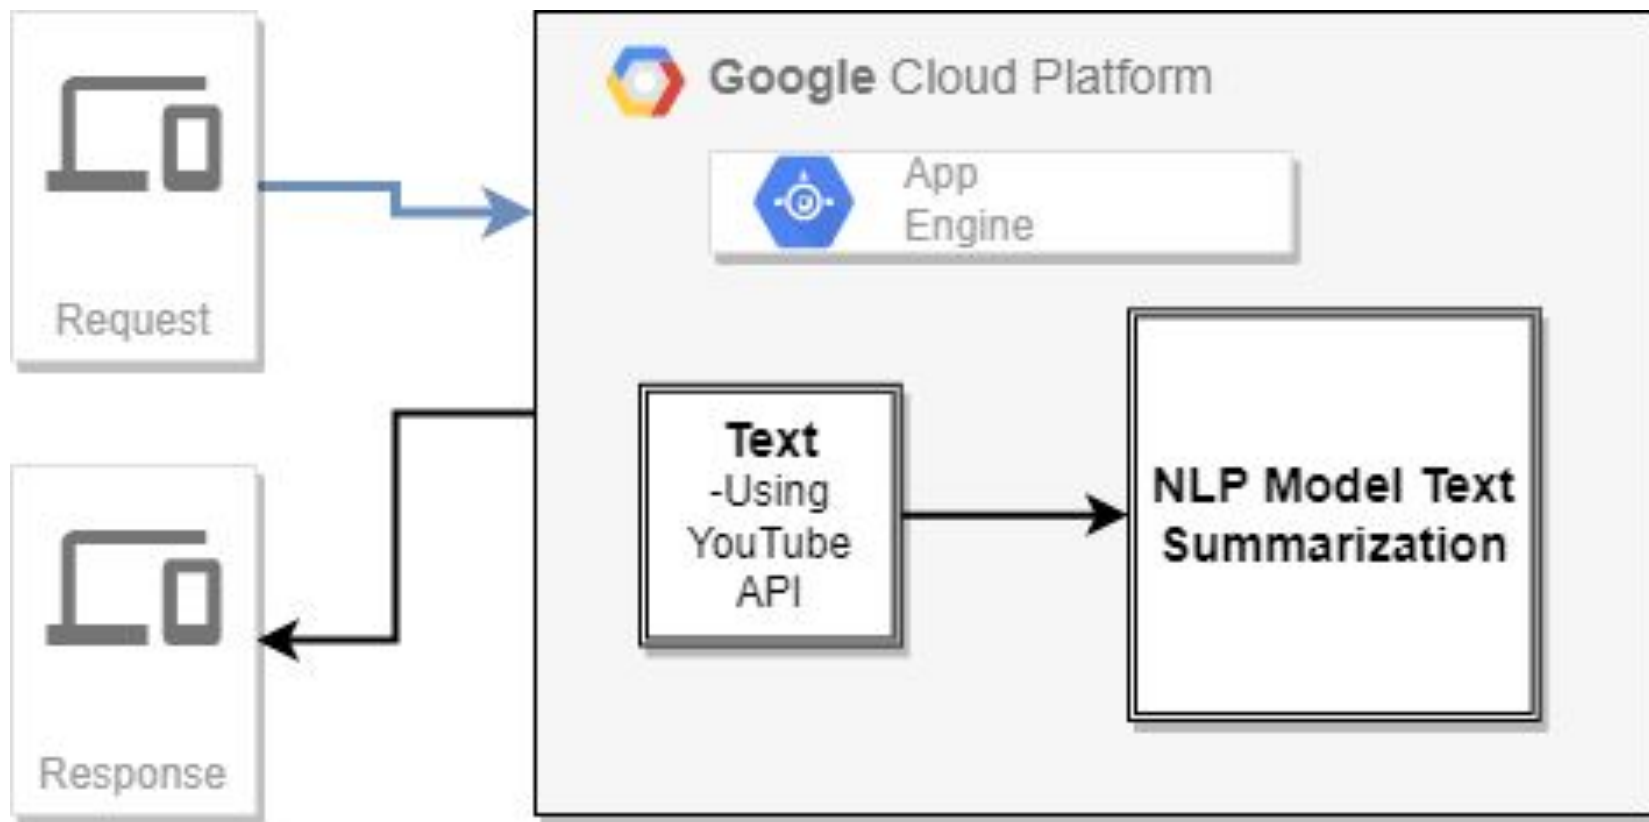 Google Cloud Platform
App
Engine
Request
Text
-Using
YouTube
API
NLP Model Text
Summarization
Response